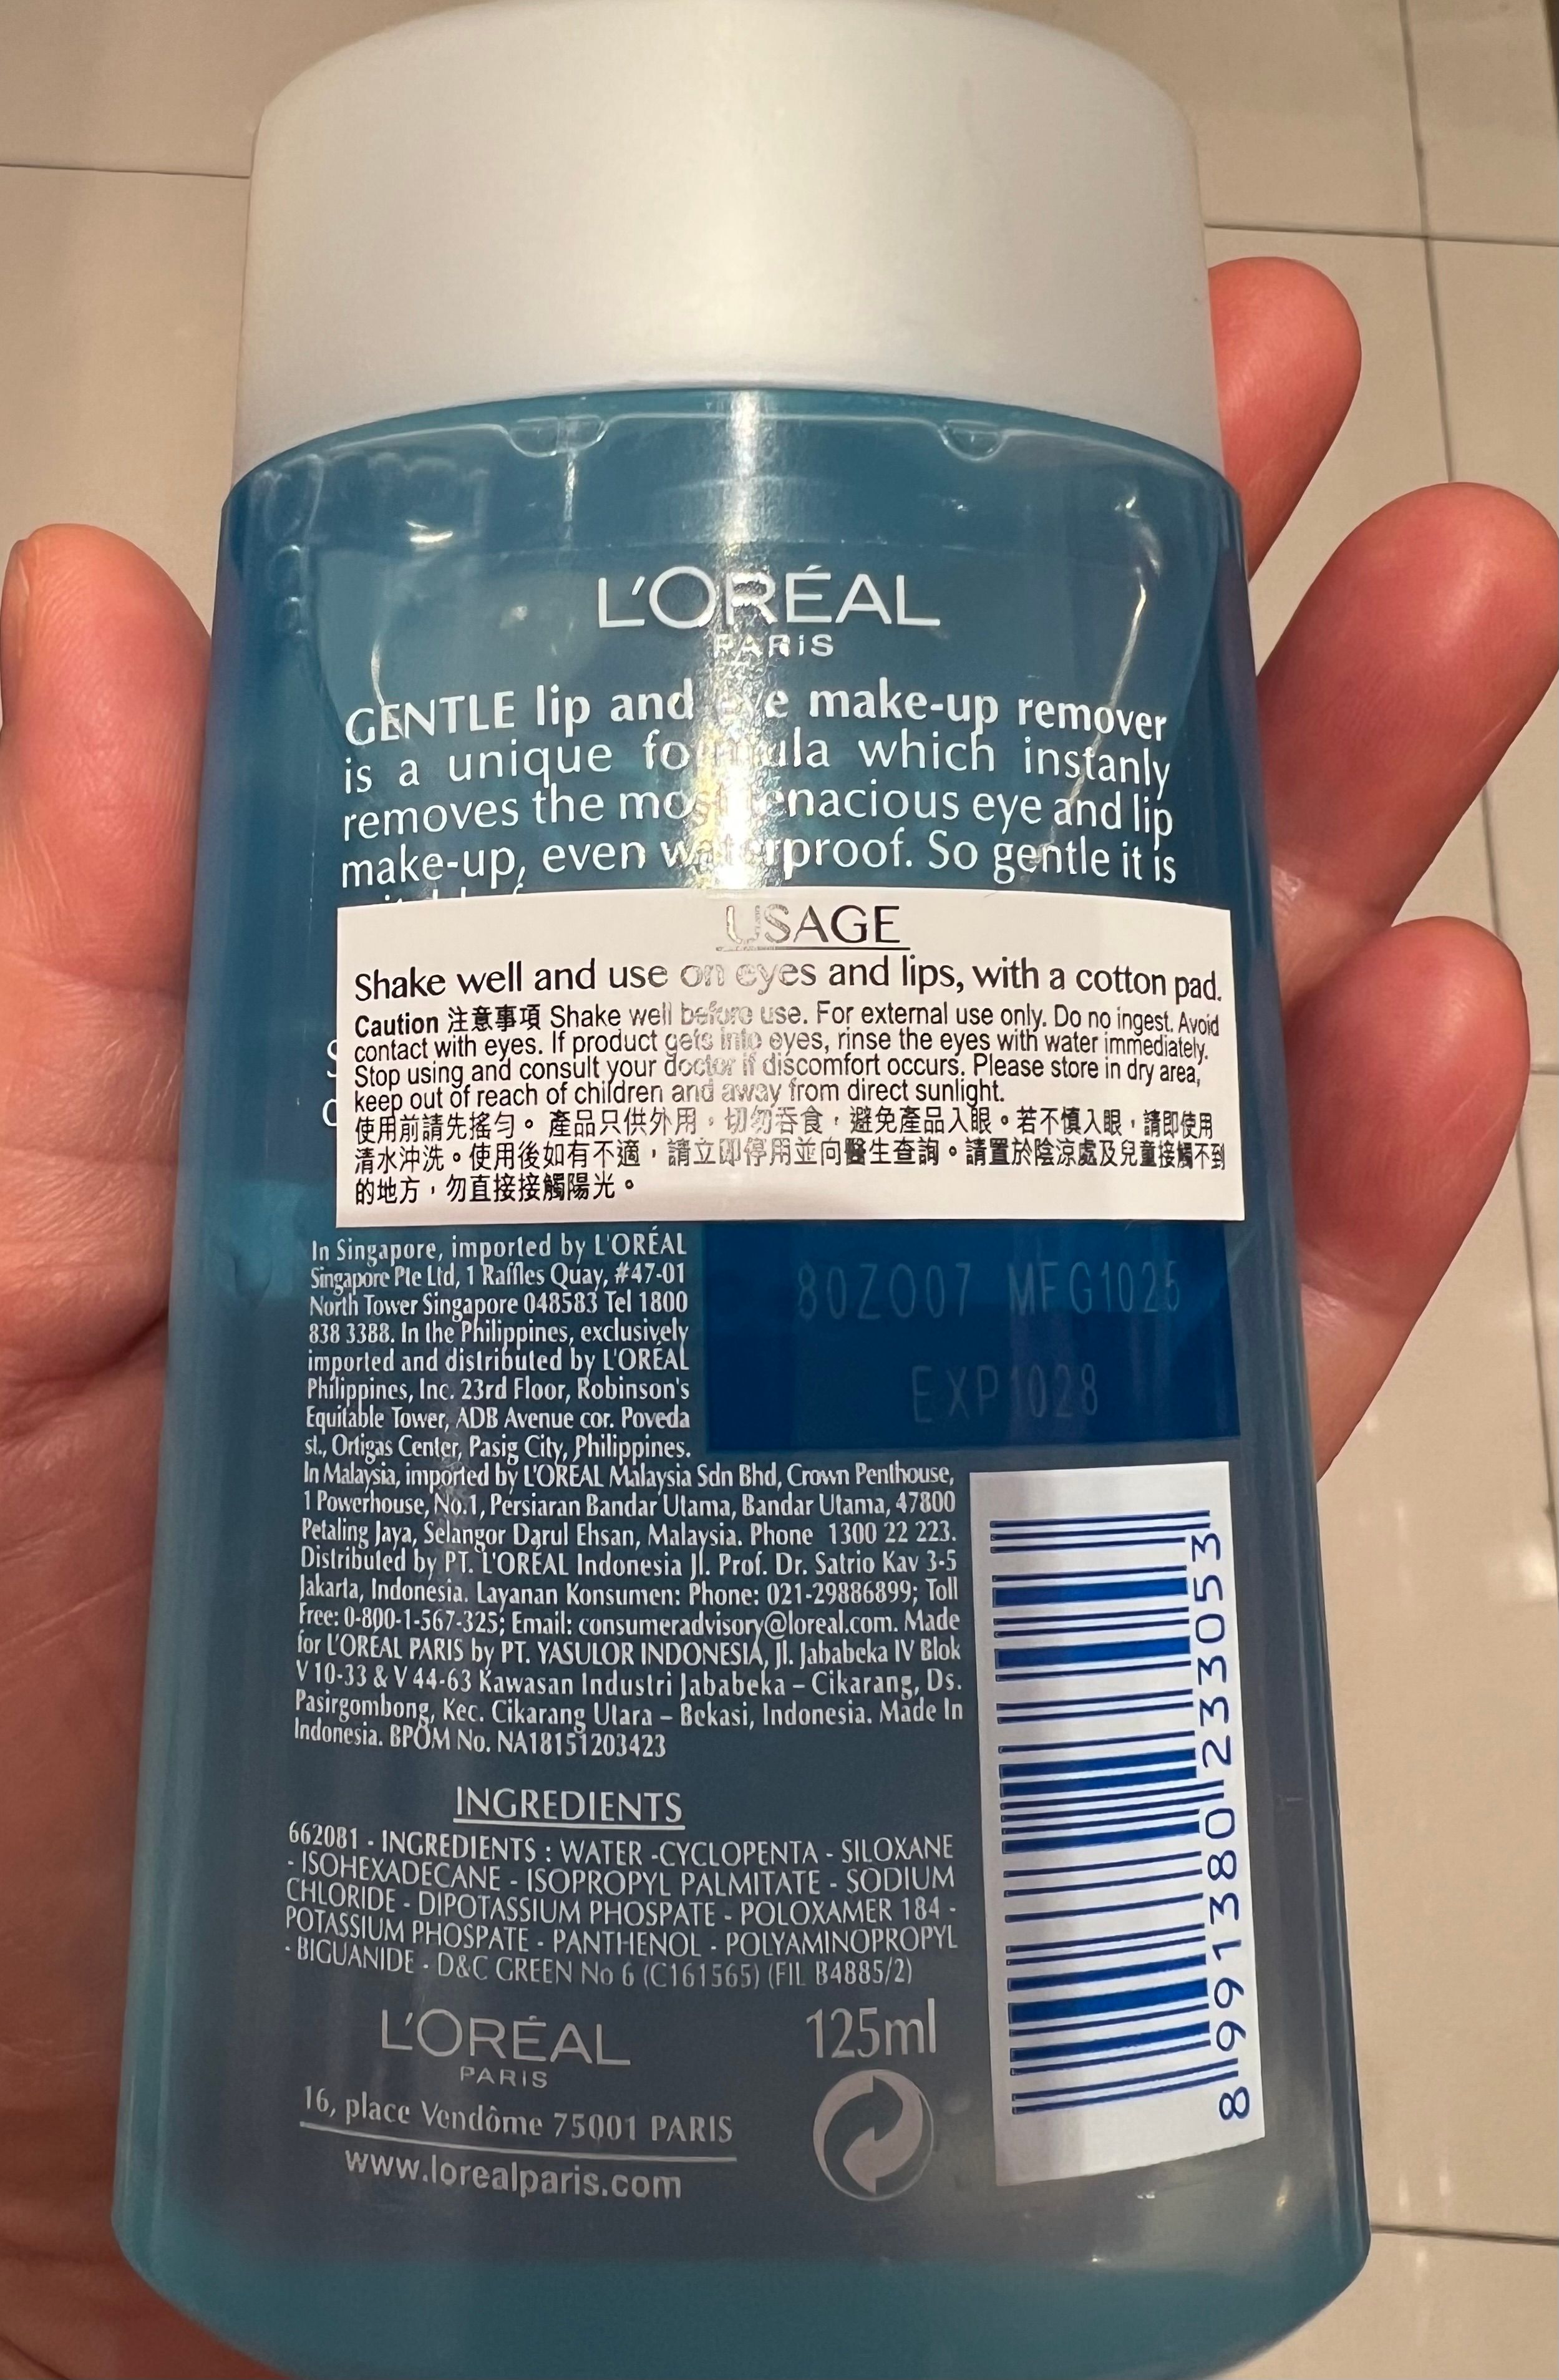 L'ORÉAL
PARIS
GENTLE lip and eye make-up remover
is a unique formula which instanly
removes the most tenacious eye and lip
make-up, even waterproof. So gentle it is
USAGE
Shake well and use on eyes and lips, with a cotton pad.
Caution 注意事項 Shake well before use. For external use only. Do no ingest. Avoid
contact with eyes. If product gets into eyes, rinse the eyes with water immediately.
Stop using and consult your doctor if discomfort occurs. Please store in dry area,
keep out of reach of children and away from direct sunlight.
使用前請先搖勻。產品只供外用，切勿吞食，避免產品入眼。若不慎入眼，請即使用
清水沖洗。使用後如有不適，請立即停用並向醫生查詢。請置於陰涼處及兒童接觸不到
的地方，勿直接接觸陽光。
In Singapore, imported by L'ORÉAL
Singapore Pte Ltd, 1 Raffles Quay, #47-01
North Tower Singapore 048583 Tel 1800
838 3388. In the Philippines, exclusively
imported and distributed by L'ORÉAL
Philippines, Inc. 23rd Floor, Robinson's
Equitable Tower, ADB Avenue cor. Poveda
st., Ortigas Center, Pasig City, Philippines.
80ZO07 MFG1025
EXP1028
In Malaysia, imported by L'ORÉAL Malaysia Sdn Bhd, Crown Penthouse,
1 Powerhouse, No.1, Persiaran Bandar Utama, Bandar Utama, 47800
Petaling Jaya, Selangor Darul Ehsan, Malaysia. Phone 1300 22 223.
Distributed by PT. L'ORÉAL Indonesia Jl. Prof. Dr. Satrio Kav 3-5
Jakarta, Indonesia. Layanan Konsumen: Phone: 021-29886899; Toll
Free: 0-800-1-567-325; Email: consumeradvisory@loreal.com. Made
for L'ORÉAL PARIS by PT. YASULOR INDONESIA, Jl. Jababeka IV Blok
V 10-33 & V 44-63 Kawasan Industri Jababeka – Cikarang, Ds.
Pasirgombong, Kec. Cikarang Utara – Bekasi, Indonesia. Made In
Indonesia. BPOM No. NA18151203423
INGREDIENTS
662081 - INGREDIENTS : WATER -CYCLOPENTA - SILOXANE
- ISOHEXADECANE - ISOPROPYL PALMITATE - SODIUM
CHLORIDE - DIPOTASSIUM PHOSPATE - POLOXAMER 184 -
POTASSIUM PHOSPATE - PANTHENOL - POLYAMINOPROPYL
- BIGUANIDE - D&C GREEN No 6 (C161565) (FIL B4885/2)
L'ORÉAL
PARIS
16, place Vendôme 75001 PARIS
www.lorealparis.com
125ml
8 991380 233053